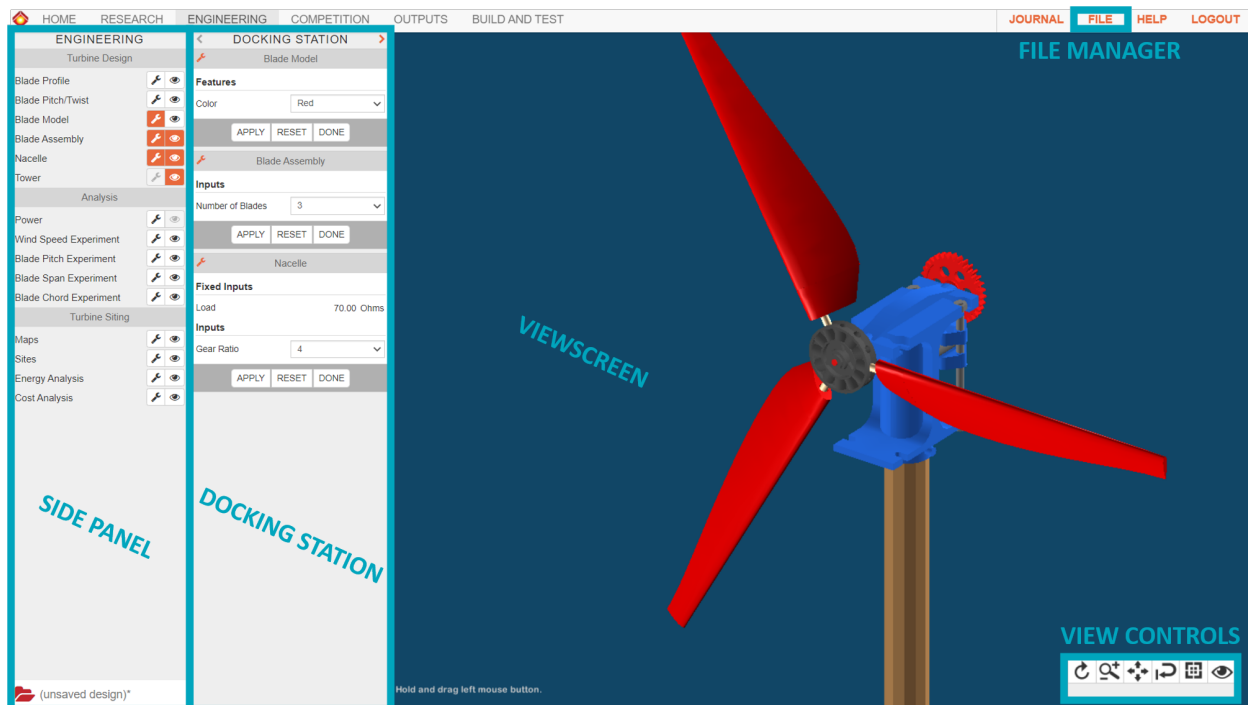 HOME RESEARCH ENGINEERING COMPETITION OUTPUTS BUILD AND TEST JOURNAL FILE HELP LOGOUT
ENGINEERING
Turbine Design
Blade Profile
Blade Pitch/Twist
Blade Model
Blade Assembly
Nacelle
Tower
Analysis
Power
Wind Speed Experiment
Blade Pitch Experiment
Blade Span Experiment
Blade Chord Experiment
Turbine Siting
Maps
Sites
Energy Analysis
Cost Analysis
SIDE PANEL
(unsaved design)*
DOCKING STATION
Blade Model
Features
Color Red
APPLY RESET DONE
Blade Assembly
Inputs
Number of Blades 3
APPLY RESET DONE
Nacelle
Fixed Inputs
Load 70.00 Ohms
Inputs
Gear Ratio 4
APPLY RESET DONE
DOCKING STATION
FILE MANAGER
VIEWSCREEN
VIEW CONTROLS
Hold and drag left mouse button.